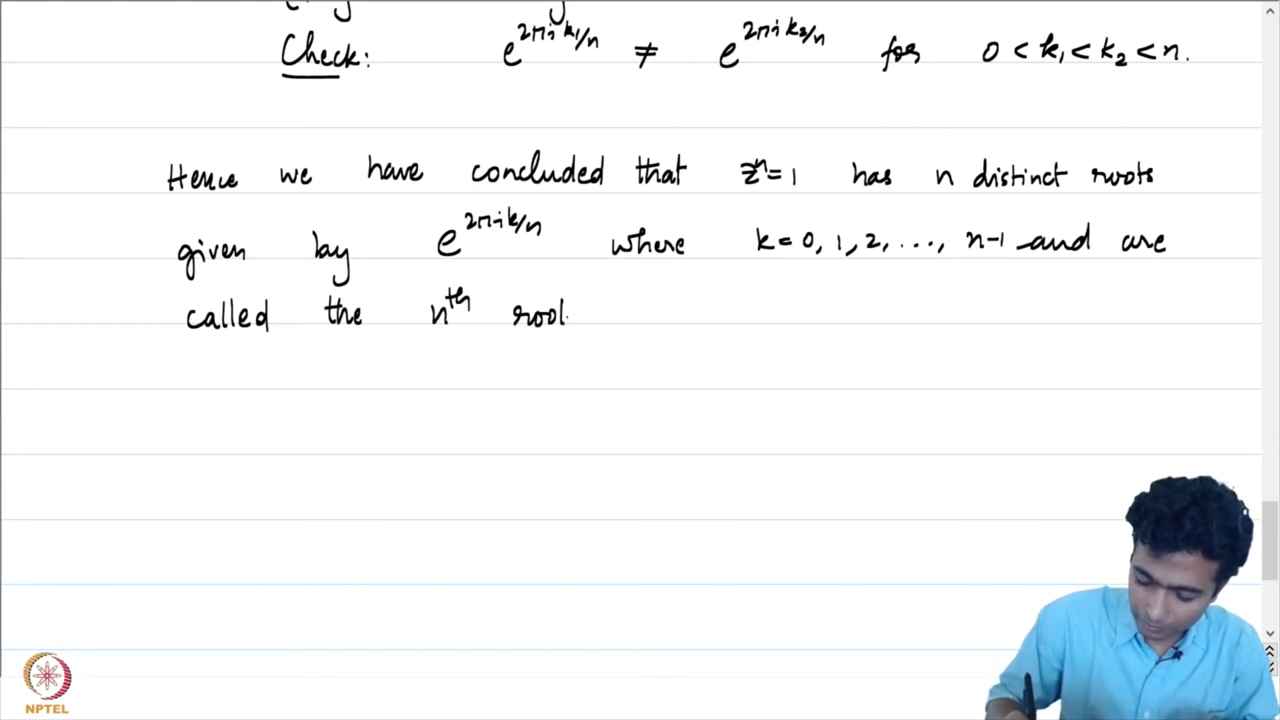 Check: e^{2πik₁/n} ≠ e^{2πik₂/n} for 0 < k₁ < k₂ < n.
Hence we have concluded that zⁿ = 1 has n distinct roots
given by e^{2πik/n} where k = 0, 1, 2, ..., n-1 and are
called the n^{th} root
NPTEL